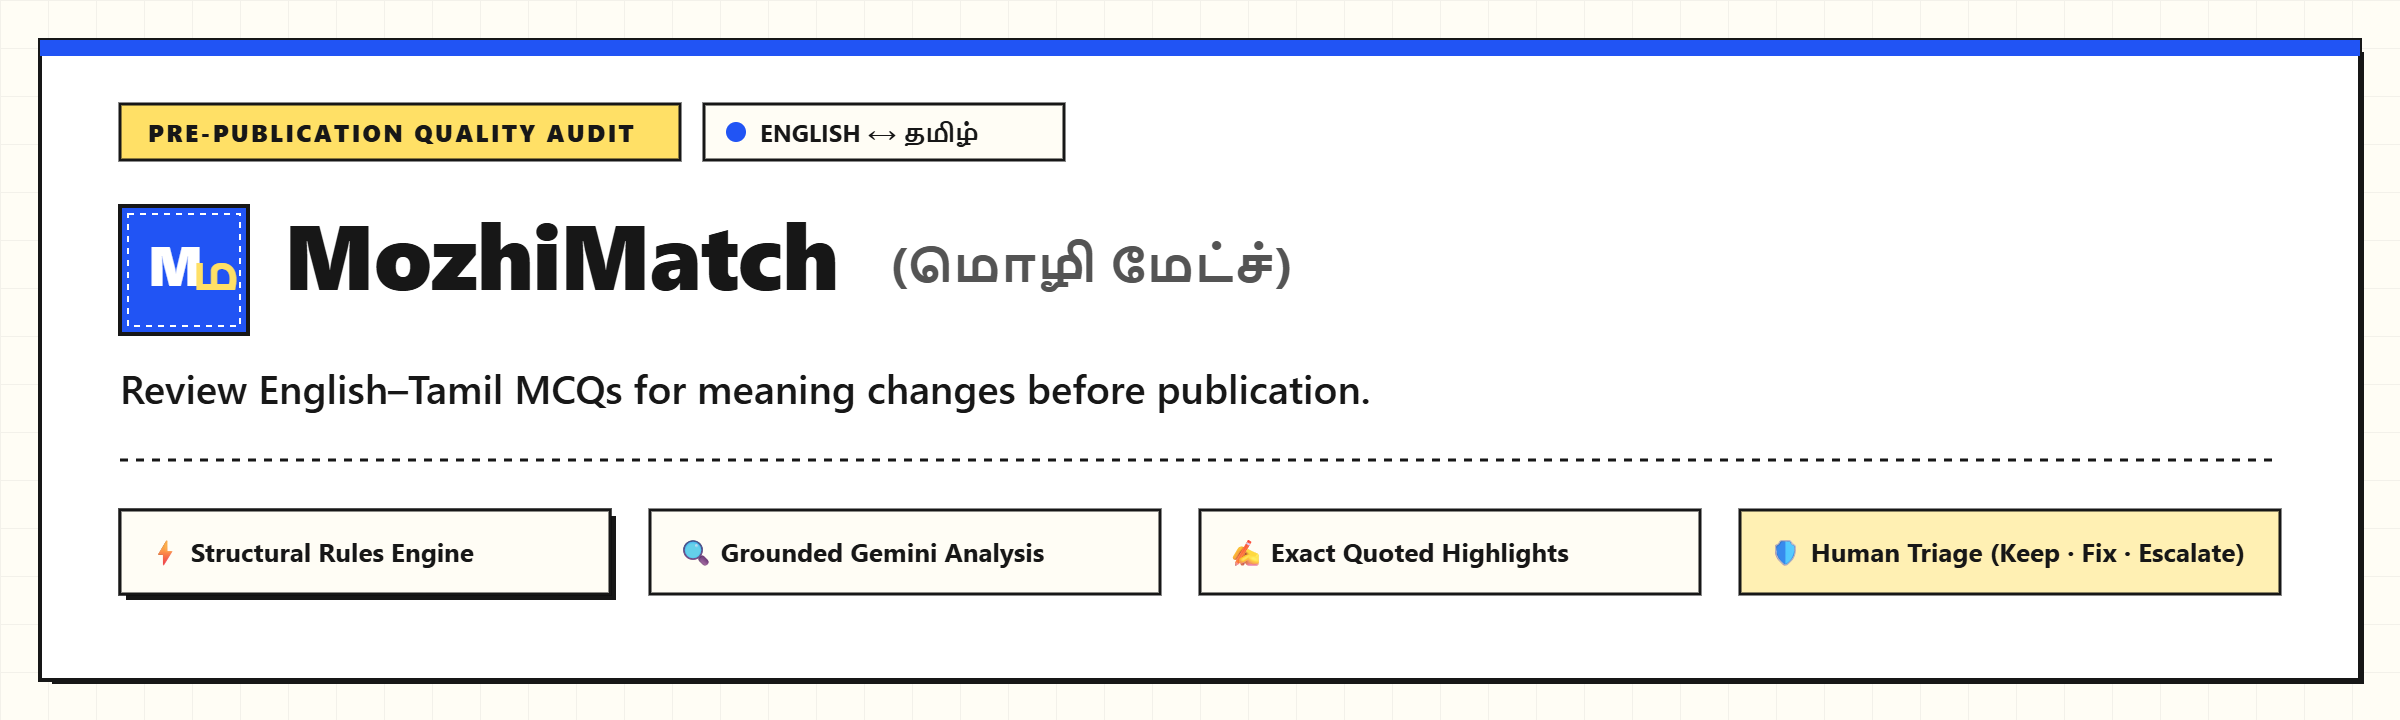 PRE-PUBLICATION QUALITY AUDIT
ENGLISH ↔ தமிழ்
Mம
MozhiMatch (மொழி மேட்ச்)
Review English–Tamil MCQs for meaning changes before publication.
Structural Rules Engine
Grounded Gemini Analysis
Exact Quoted Highlights
Human Triage (Keep · Fix · Escalate)